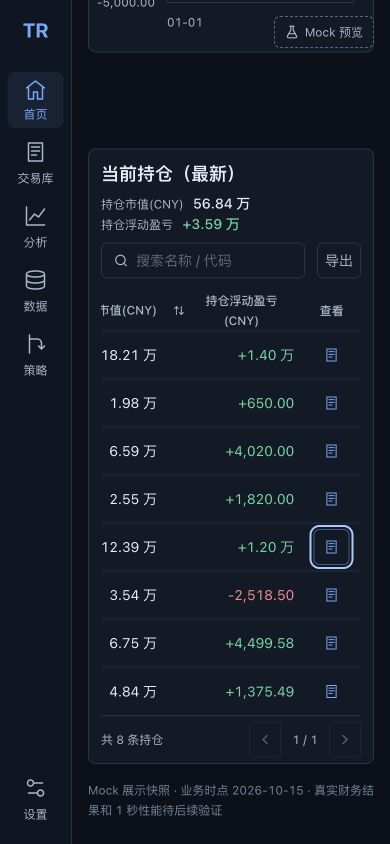 TR
首页
交易库
分析
数据
策略
设置
-5,000.00
01-01
Mock 预览
当前持仓（最新）
持仓市值(CNY) 56.84 万
持仓浮动盈亏 +3.59 万
搜索名称 / 代码
导出
市值(CNY) 持仓浮动盈亏 (CNY) 查看
18.21 万 +1.40 万
1.98 万 +650.00
6.59 万 +4,020.00
2.55 万 +1,820.00
12.39 万 +1.20 万
3.54 万 -2,518.50
6.75 万 +4,499.58
4.84 万 +1,375.49
共 8 条持仓 1 / 1
Mock 展示快照 · 业务时点 2026-10-15 · 真实财务结
果和 1 秒性能待后续验证